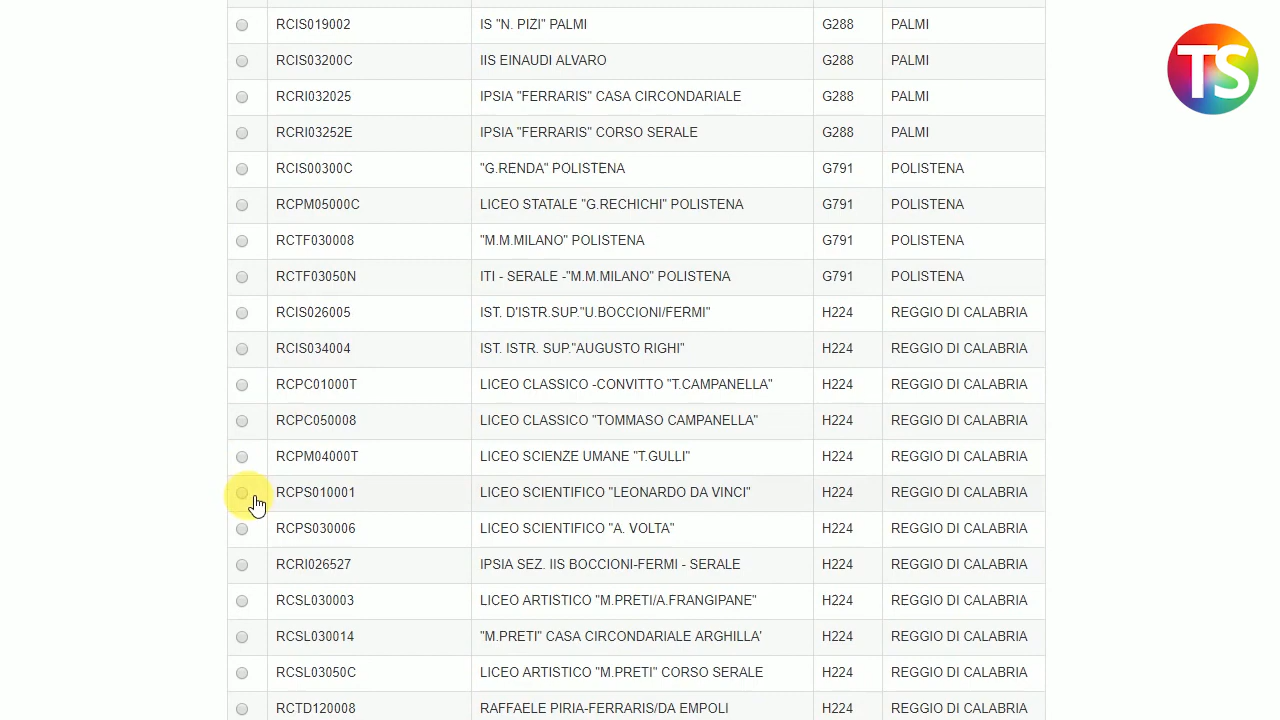 RCIS019002 IS "N. PIZI" PALMI G288 PALMI
TS
RCIS03200C IIS EINAUDI ALVARO G288 PALMI
RCRI032025 IPSIA "FERRARIS" CASA CIRCONDARIALE G288 PALMI
RCRI03252E IPSIA "FERRARIS" CORSO SERALE G288 PALMI
RCIS00300C "G.RENDA" POLISTENA G791 POLISTENA
RCPM05000C LICEO STATALE "G.RECHICHI" POLISTENA G791 POLISTENA
RCTF030008 "M.M.MILANO" POLISTENA G791 POLISTENA
RCTF03050N ITI - SERALE -"M.M.MILANO" POLISTENA G791 POLISTENA
RCIS026005 IST. D'ISTR.SUP."U.BOCCIONI/FERMI" H224 REGGIO DI CALABRIA
RCIS034004 IST. ISTR. SUP."AUGUSTO RIGHI" H224 REGGIO DI CALABRIA
RCPC01000T LICEO CLASSICO -CONVITTO "T.CAMPANELLA" H224 REGGIO DI CALABRIA
RCPC050008 LICEO CLASSICO "TOMMASO CAMPANELLA" H224 REGGIO DI CALABRIA
RCPM04000T LICEO SCIENZE UMANE "T.GULLI" H224 REGGIO DI CALABRIA
RCPS010001 LICEO SCIENTIFICO "LEONARDO DA VINCI" H224 REGGIO DI CALABRIA
RCPS030006 LICEO SCIENTIFICO "A. VOLTA" H224 REGGIO DI CALABRIA
RCRI026527 IPSIA SEZ. IIS BOCCIONI-FERMI - SERALE H224 REGGIO DI CALABRIA
RCSL030003 LICEO ARTISTICO "M.PRETI/A.FRANGIPANE" H224 REGGIO DI CALABRIA
RCSL030014 "M.PRETI" CASA CIRCONDARIALE ARGHILLA' H224 REGGIO DI CALABRIA
RCSL03050C LICEO ARTISTICO "M.PRETI" CORSO SERALE H224 REGGIO DI CALABRIA
RCTD120008 RAFFAELE PIRIA-FERRARIS/DA EMPOLI H224 REGGIO DI CALABRIA